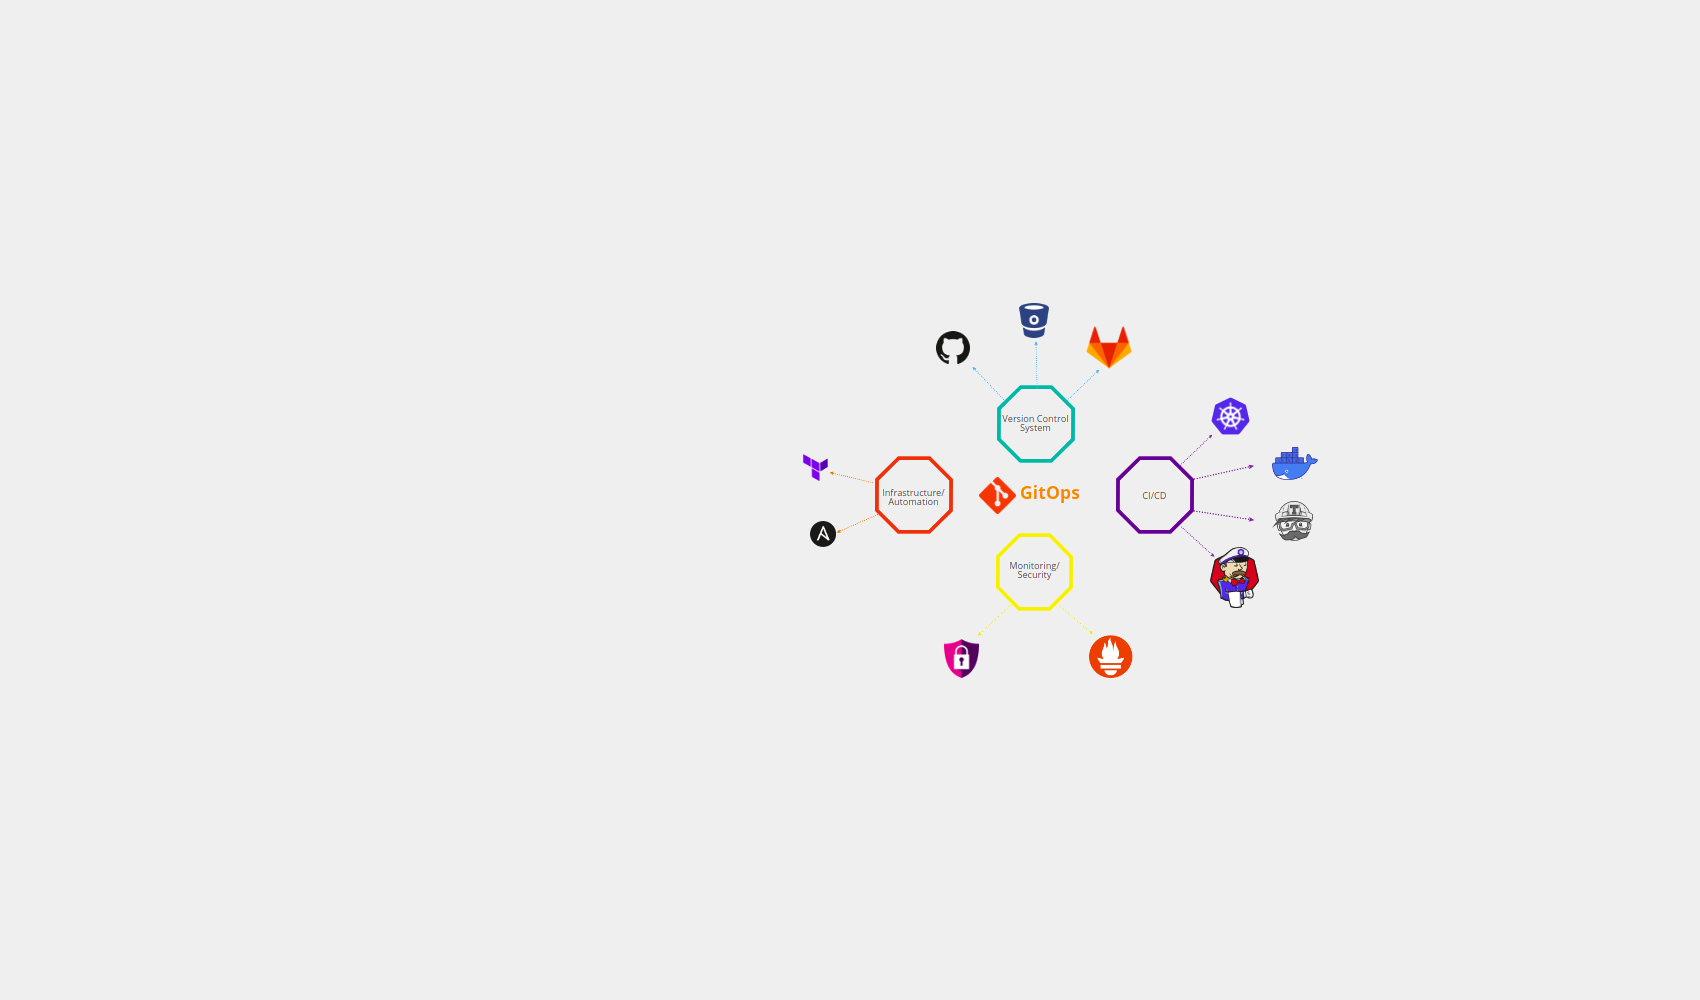 Version Control
System
Infrastructure/
Automation
GitOps
CI/CD
Monitoring/
Security